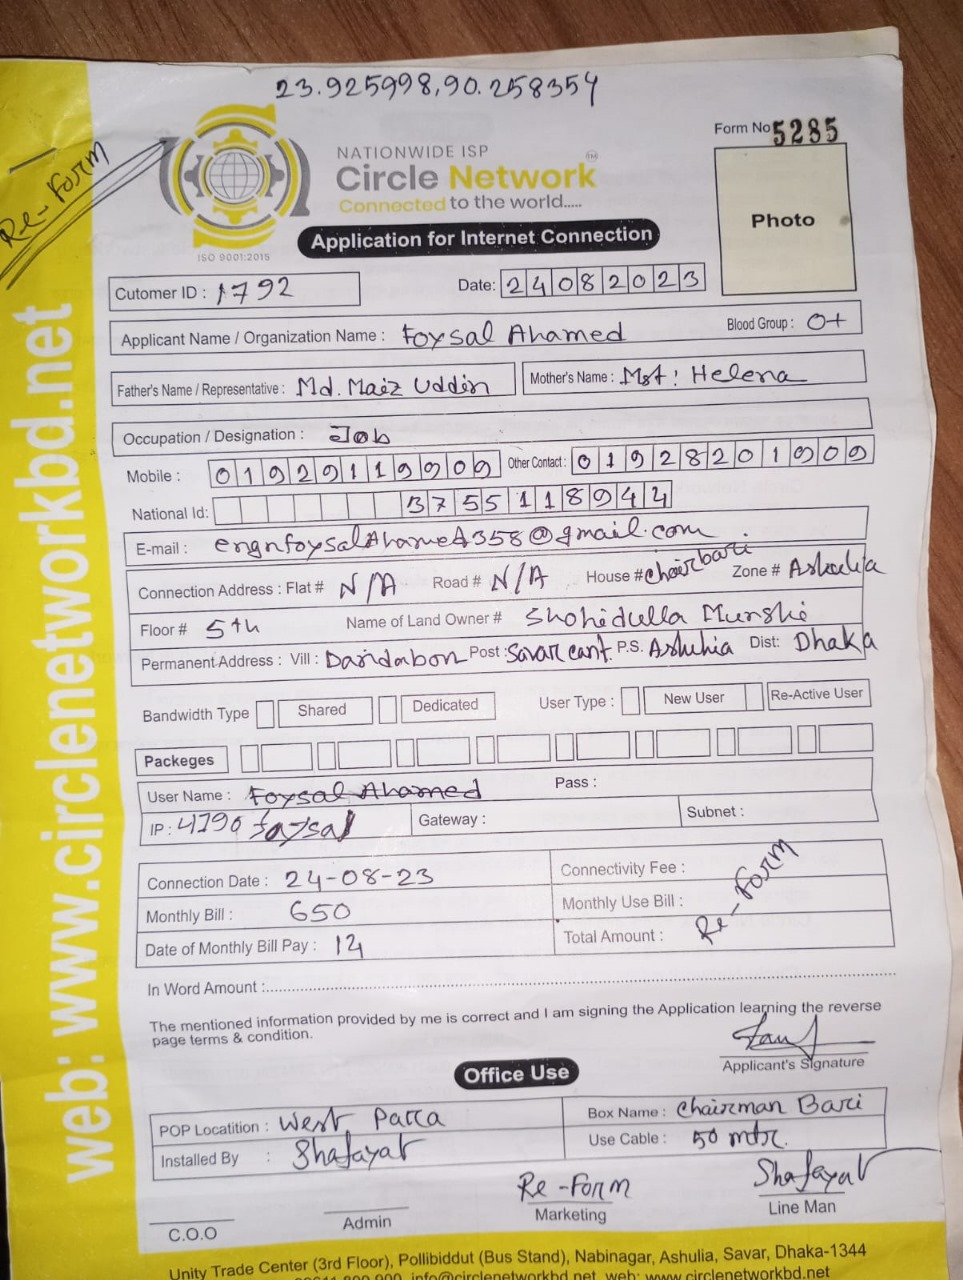 23.925998,90.258354
Re-Form
Form No 5285
NATIONWIDE ISP
Circle Network
Connected to the world.....
ISO 9001:2015
Photo
Application for Internet Connection
Cutomer ID : 1792
Date: 24082023
Applicant Name / Organization Name : Foysal Ahamed
Blood Group : O+
Father's Name / Representative : Md. Maiz Uddin
Mother's Name : Mst: Helena
Occupation / Designation : Job
Mobile : 01929119909 Other Contact : 01928201909
National Id: 3755118944
E-mail : engnfoysalAhamed358@gmail.com
Connection Address : Flat # N/A Road # N/A House # Chairbari Zone # Ashulia
Floor # 5th Name of Land Owner # Shohidulla Munshi
Permanent Address : Vill : Dandabon Post : Savar cant. P.S. Ashuhia Dist: Dhaka
Bandwidth Type Shared Dedicated User Type : New User Re-Active User
Packeges
User Name : Foysal Ahamed Pass :
IP : 4790 faysal Gateway : Subnet :
Connection Date : 24-08-23 Connectivity Fee :
Monthly Bill : 650 Monthly Use Bill :
Date of Monthly Bill Pay : 12 Total Amount :
Re-Form
In Word Amount :
The mentioned information provided by me is correct and I am signing the Application learning the reverse
page terms & condition.
Applicant's Signature
Office Use
POP Locatition : West Parra Box Name : Chairman Bari
Installed By : Shafayat Use Cable : 50 mtr.
Re-Form Shafayat
C.O.O Admin Marketing Line Man
Unity Trade Center (3rd Floor), Pollibiddut (Bus Stand), Nabinagar, Ashulia, Savar, Dhaka-1344
info@circlenetworkbd.net, web: www.circlenetworkbd.net
web: www.circlenetworkbd.net